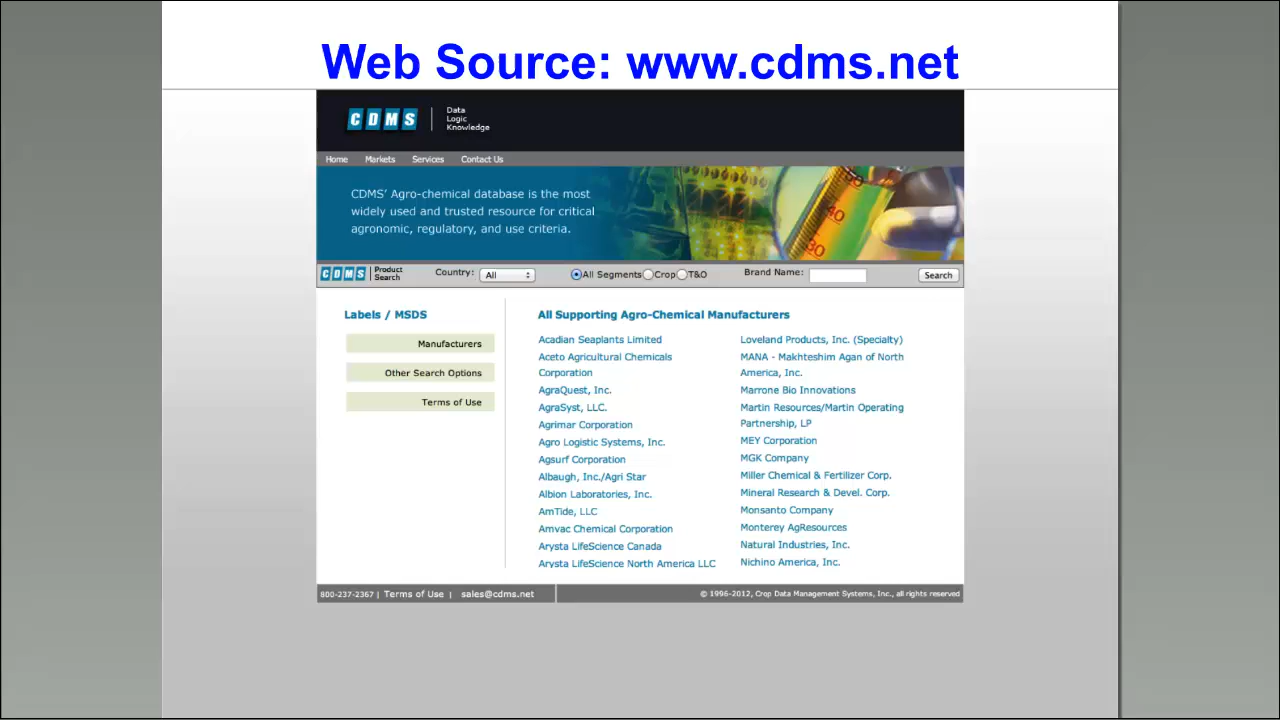 Web Source: www.cdms.net
CDMS
Data
Logic
Knowledge
Home Markets Services Contact Us
CDMS' Agro-chemical database is the most
widely used and trusted resource for critical
agronomic, regulatory, and use criteria.
50
40
30
CDMS Product Search Country: All All Segments Crop T&O Brand Name: Search
Labels / MSDS
Manufacturers
Other Search Options
Terms of Use
All Supporting Agro-Chemical Manufacturers
Acadian Seaplants Limited
Aceto Agricultural Chemicals
Corporation
AgraQuest, Inc.
AgraSyst, LLC.
Agrimar Corporation
Agro Logistic Systems, Inc.
Agsurf Corporation
Albaugh, Inc./Agri Star
Albion Laboratories, Inc.
AmTide, LLC
Amvac Chemical Corporation
Arysta LifeScience Canada
Arysta LifeScience North America LLC
Loveland Products, Inc. (Specialty)
MANA - Makhteshim Agan of North
America, Inc.
Marrone Bio Innovations
Martin Resources/Martin Operating
Partnership, LP
MEY Corporation
MGK Company
Miller Chemical & Fertilizer Corp.
Mineral Research & Devel. Corp.
Monsanto Company
Monterey AgResources
Natural Industries, Inc.
Nichino America, Inc.
800-237-2367 | Terms of Use | sales@cdms.net
© 1996-2012, Crop Data Management Systems, Inc., all rights reserved